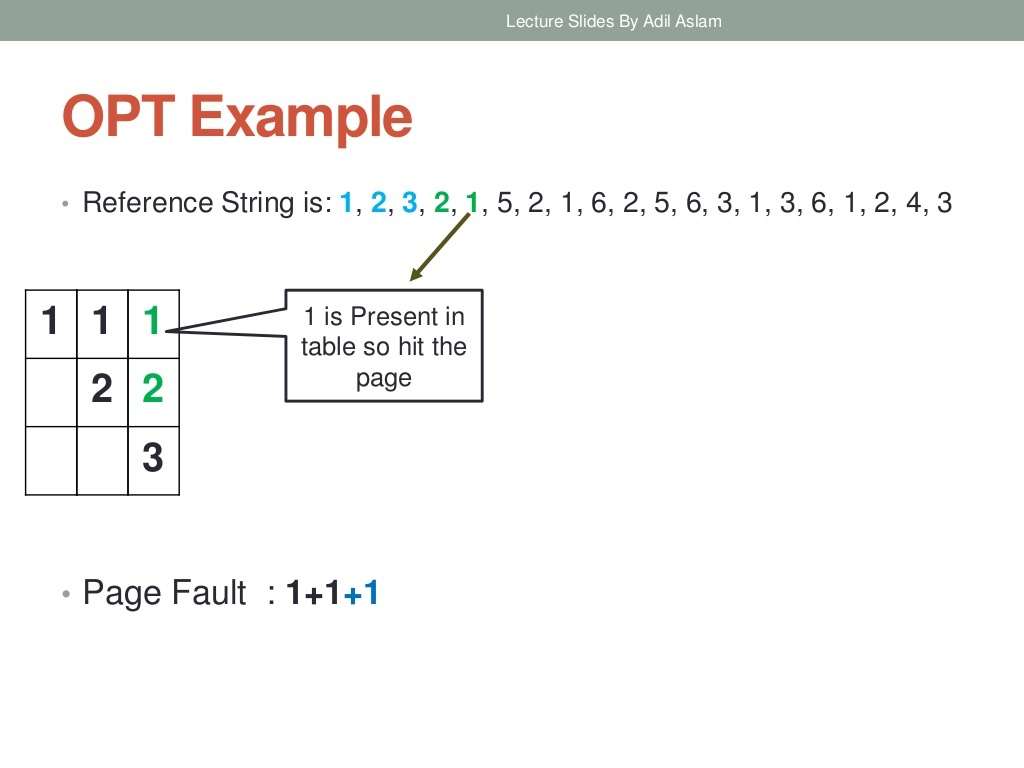 Lecture Slides By Adil Aslam
OPT Example
• Reference String is: 1, 2, 3, 2, 1, 5, 2, 1, 6, 2, 5, 6, 3, 1, 3, 6, 1, 2, 4, 3
1 1 1
2 2
3
1 is Present in
table so hit the
page
• Page Fault : 1+1+1